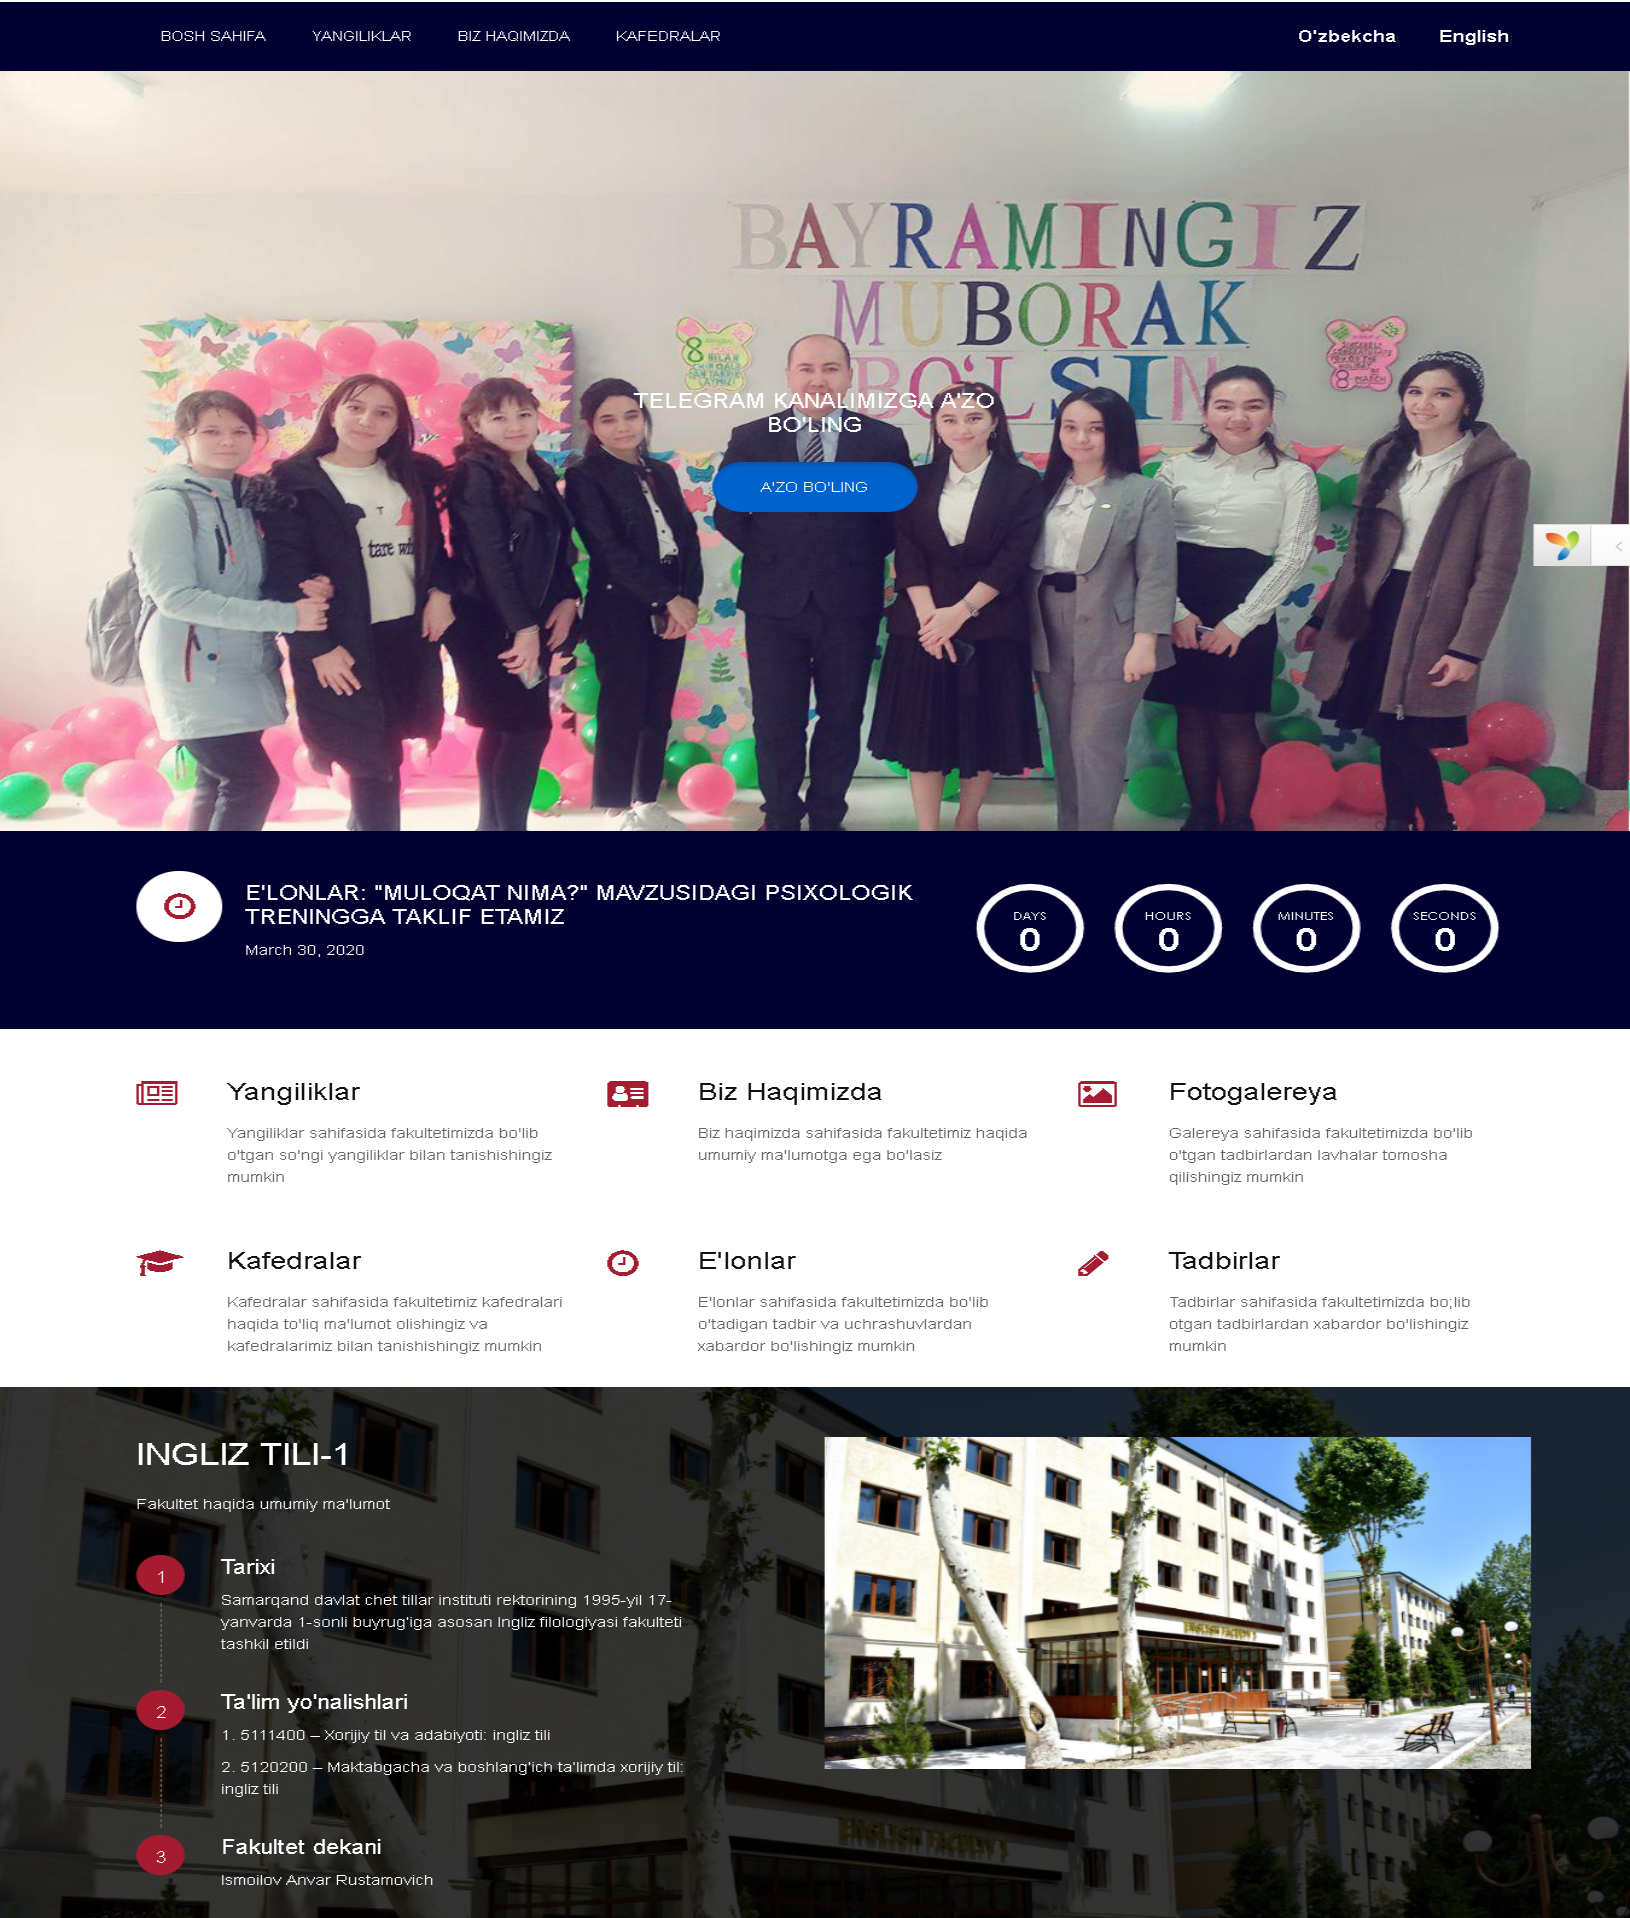 BOSH SAHIFA YANGILIKLAR BIZ HAQIMIZDA KAFEDRALAR O'zbekcha English
BAYRAMINGIZ
MUBORAK
BO'LSIN
8
8-MARCH
TELEGRAM KANALIMIZGA A'ZO
BO'LING
A'ZO BO'LING
E'LONLAR: "MULOQAT NIMA?" MAVZUSIDAGI PSIXOLOGIK
TRENINGGA TAKLIF ETAMIZ
March 30, 2020
DAYS
0
HOURS
0
MINUTES
0
SECONDS
0
Yangiliklar
Yangiliklar sahifasida fakultetimizda bo'lib
o'tgan so'ngi yangiliklar bilan tanishishingiz
mumkin
Biz Haqimizda
Biz haqimizda sahifasida fakultetimiz haqida
umumiy ma'lumotga ega bo'lasiz
Fotogalereya
Galereya sahifasida fakultetimizda bo'lib
o'tgan tadbirlardan lavhalar tomosha
qilishingiz mumkin
Kafedralar
Kafedralar sahifasida fakultetimiz kafedralari
haqida to'liq ma'lumot olishingiz va
kafedralarimiz bilan tanishishingiz mumkin
E'lonlar
E'lonlar sahifasida fakultetimizda bo'lib
o'tadigan tadbir va uchrashuvlardan
xabardor bo'lishingiz mumkin
Tadbirlar
Tadbirlar sahifasida fakultetimizda bo;lib
otgan tadbirlardan xabardor bo'lishingiz
mumkin
INGLIZ TILI-1
Fakultet haqida umumiy ma'lumot
1
Tarixi
Samarqand davlat chet tillar instituti rektorining 1995-yil 17-
yanvarda 1-sonli buyrug'iga asosan Ingliz filologiyasi fakulteti
tashkil etildi
2
Ta'lim yo'nalishlari
1. 5111400 – Xorijiy til va adabiyoti: ingliz tili
2. 5120200 – Maktabgacha va boshlang'ich ta'limda xorijiy til:
ingliz tili
3
Fakultet dekani
Ismoilov Anvar Rustamovich
ENGLISH FACULTY 1
ENGLISH FACULTY 1